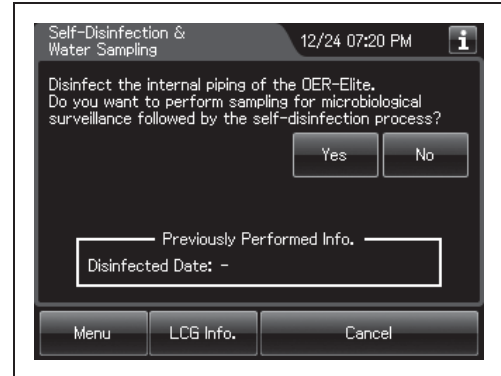 Self-Disinfection &
Water Sampling
12/24 07:20 PM
i
Disinfect the internal piping of the OER-Elite.
Do you want to perform sampling for microbiological
surveillance followed by the self-disinfection process?
Yes
No
Previously Performed Info.
Disinfected Date: -
Menu
LCG Info.
Cancel